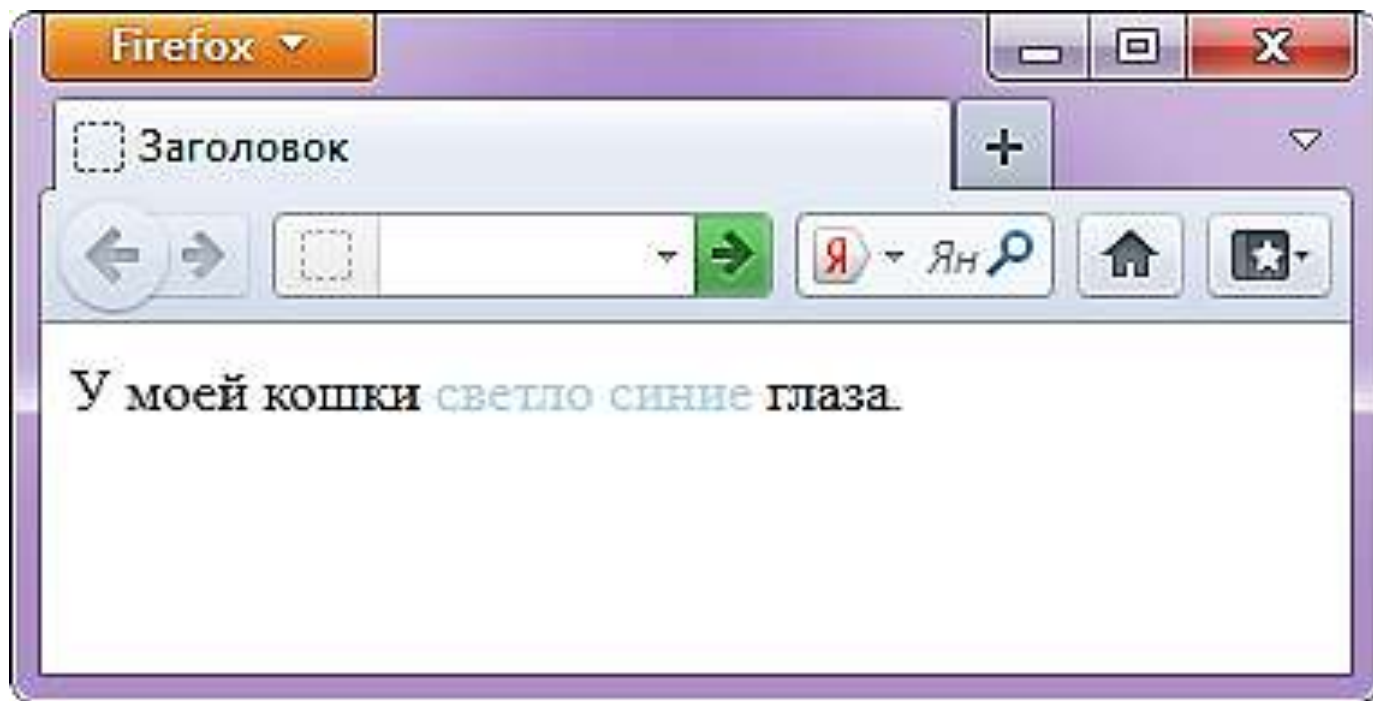 Firefox
Заголовок
Я Ян
У моей кошки светло синие глаза.